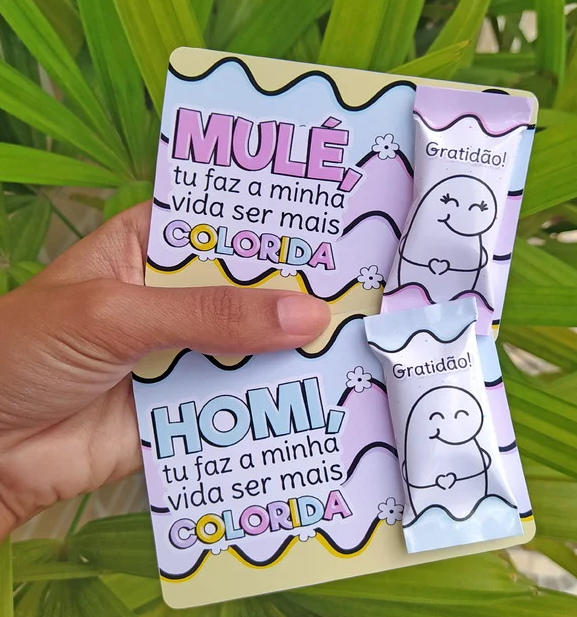 MULÉ,
tu faz a minha
vida ser mais
COLORIDA
Gratidão!
HOMI,
tu faz a minha
vida ser mais
COLORIDA
Gratidão!